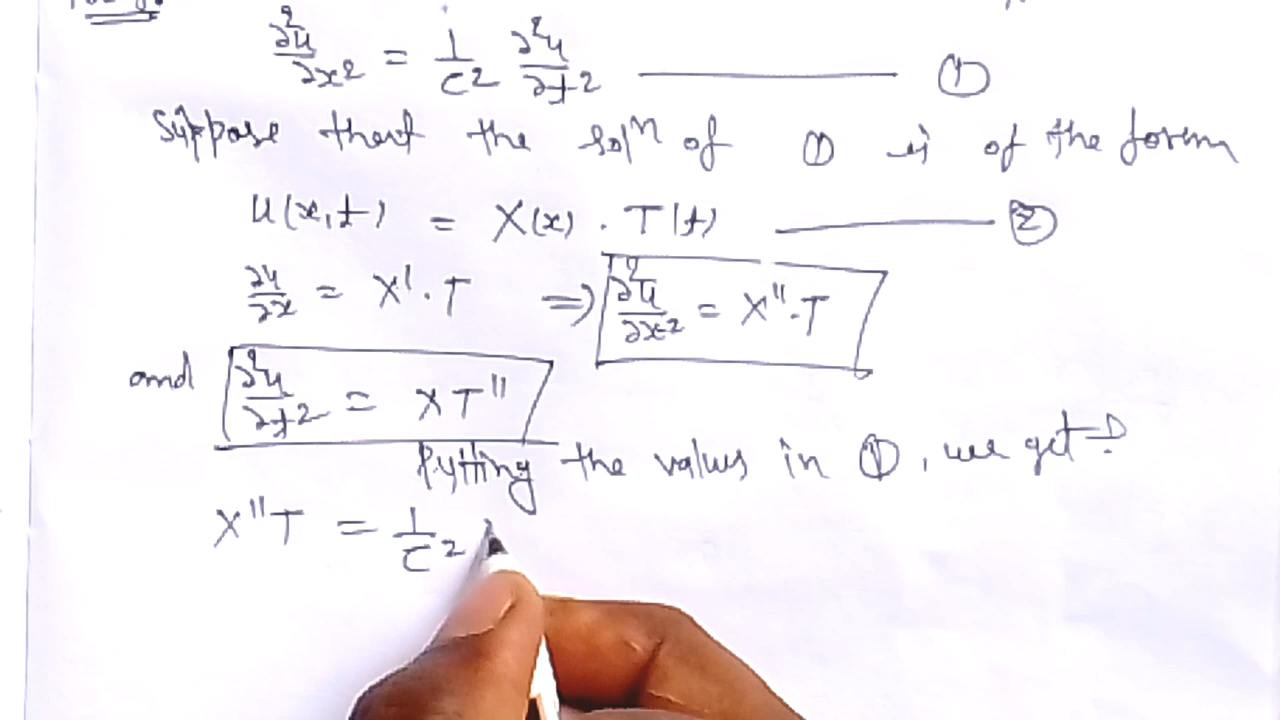 ∂²u/∂x² = 1/c² ∂²u/∂t² ——— ①
Suppose that the solⁿ of ① is of the form
u(x,t) = X(x) . T(t) ——— ②
∂u/∂x = X' . T ⇒ ∂²u/∂x² = X'' . T
and ∂²u/∂t² = XT''
Putting the values in ①, we get →
X''T = 1/c²